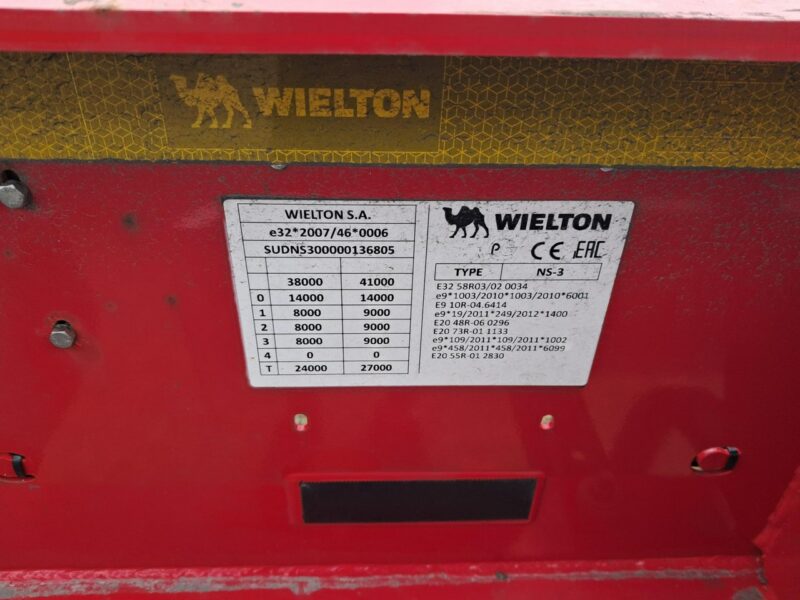 WIELTON
WIELTON S.A.
e32*2007/46*0006
SUDNS300000136805
38000 41000
0 14000 14000
1 8000 9000
2 8000 9000
3 8000 9000
4 0 0
T 24000 27000
WIELTON
P CE EAC
TYPE NS-3
E32 58R03/02 0034
e9*1003/2010*1003/2010*6001
E9 10R-04.6414
e9*19/2011*249/2012*1400
E20 48R-06 0296
E20 73R-01 1133
e9*109/2011*109/2011*1002
e9*458/2011*458/2011*6099
E20 55R-01 2830